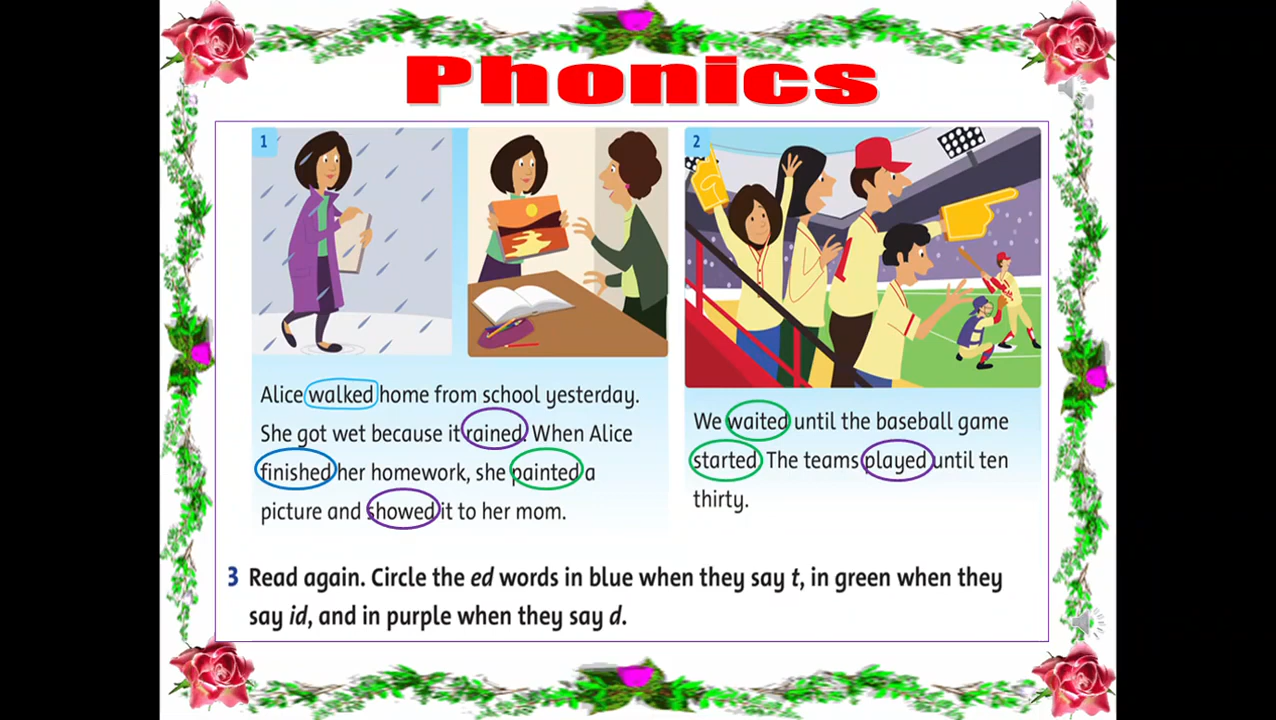 Phonics
1
2
Alice walked home from school yesterday.
She got wet because it rained. When Alice
finished her homework, she painted a
picture and showed it to her mom.
We waited until the baseball game
started. The teams played until ten
thirty.
3 Read again. Circle the ed words in blue when they say t, in green when they
say id, and in purple when they say d.